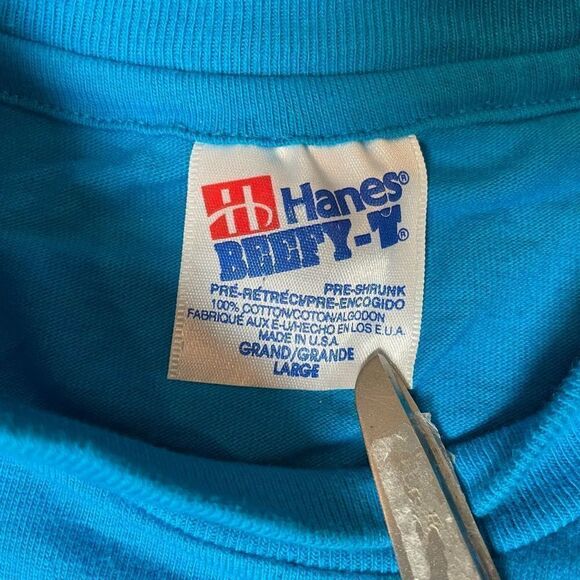 Hanes®
BEEFY-T®
PRE-SHRUNK
PRÉ-RÉTRÉCI/PRE-ENCOGIDO
100% COTTON/COTON/ALGODON
FABRIQUÉ AUX É-U/HECHO EN LOS E.U.A.
MADE IN U.S.A.
GRAND/GRANDE
LARGE